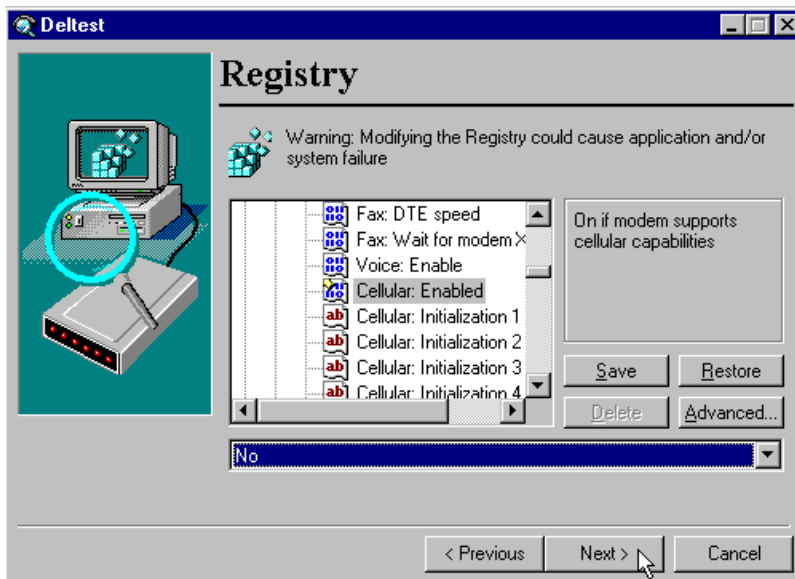 Deltest
Registry
Warning: Modifying the Registry could cause application and/or
system failure
Fax: DTE speed
Fax: Wait for modem X
Voice: Enable
Cellular: Enabled
Cellular: Initialization 1
Cellular: Initialization 2
Cellular: Initialization 3
Cellular: Initialization 4
On if modem supports
cellular capabilities
Save
Restore
Delete
Advanced...
No
< Previous
Next >
Cancel